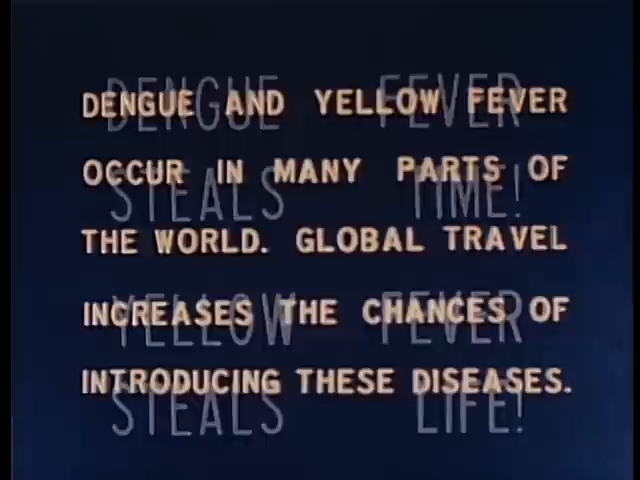 DENGUE AND YELLOW FEVER
OCCUR IN MANY PARTS OF
THE WORLD. GLOBAL TRAVEL
INCREASES THE CHANCES OF
INTRODUCING THESE DISEASES.
DENGUE FEVER
STEALS TIME!
YELLOW FEVER
STEALS LIFE!